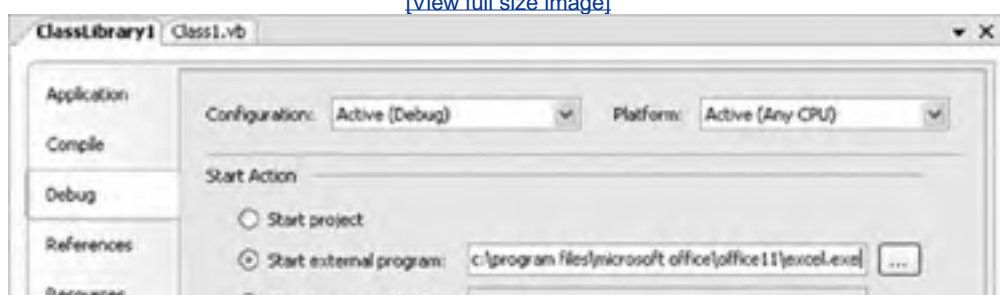 [View full size image]
ClassLibrary1 Class1.vb
Application
Configuration: Active (Debug) Platform: Active (Any CPU)
Compile
Start Action
Debug
Start project
References
Start external program: c:\program files\microsoft office\office11\excel.exe ...
Resources